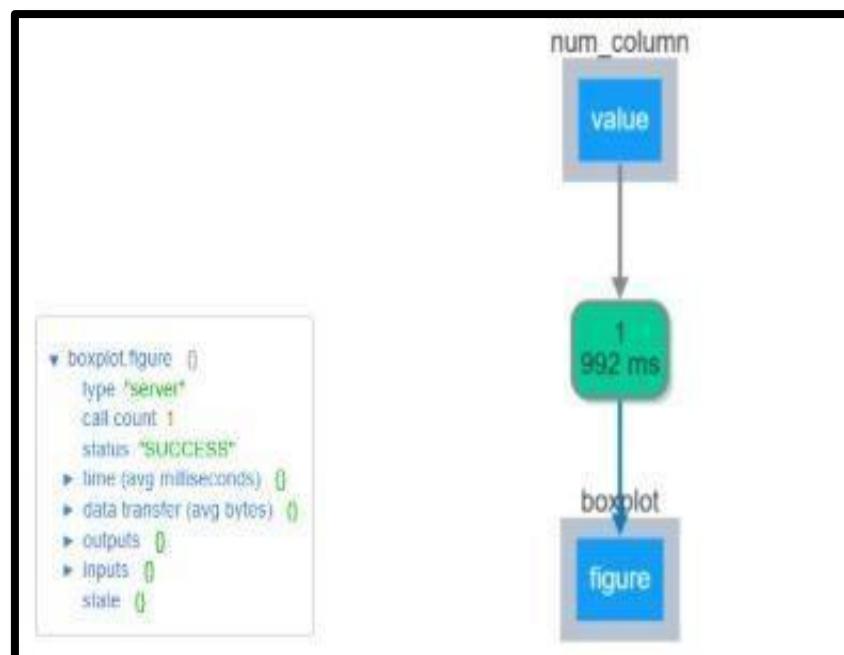 num_column
value
1
992 ms
boxplot
figure
▼ boxplot.figure {}
type "server"
call count 1
status "SUCCESS"
► time (avg milliseconds) {}
► data transfer (avg bytes) {}
► outputs {}
► inputs {}
state {}